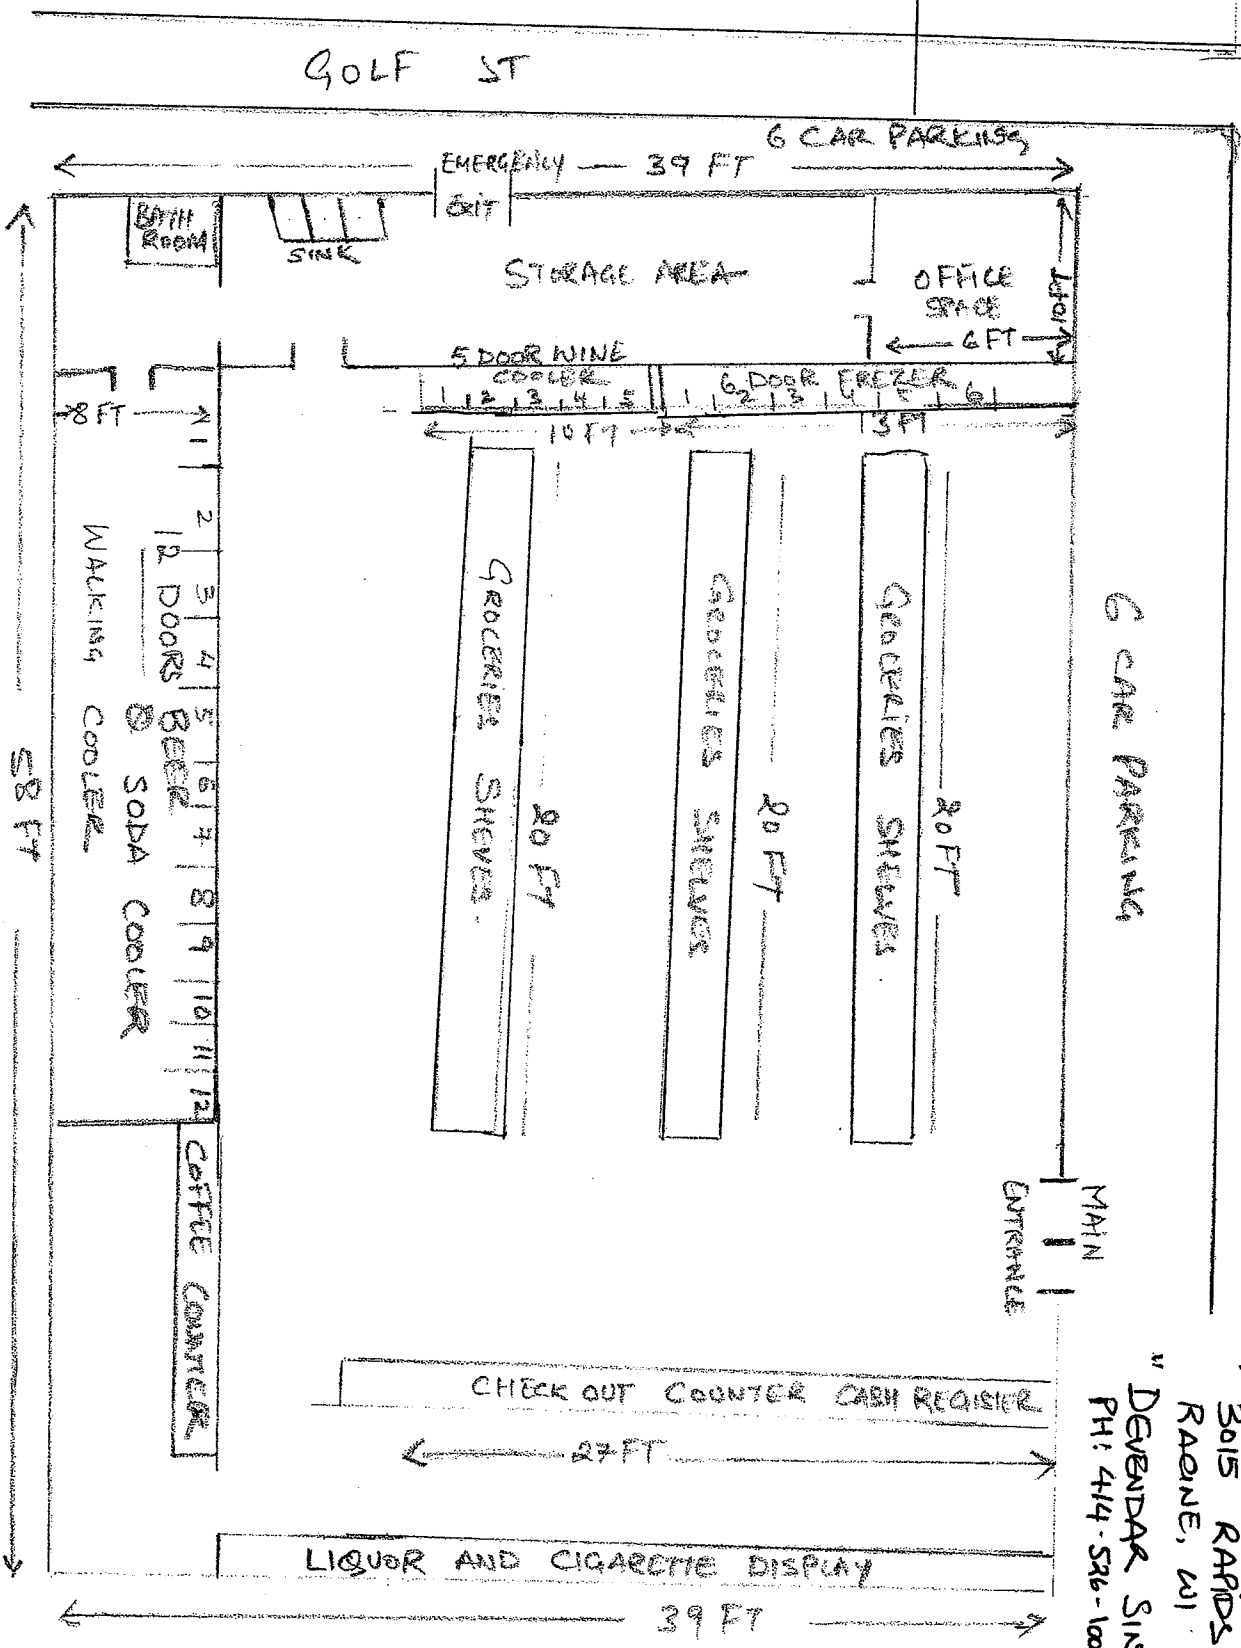 GOLF ST
6 CAR PARKING
39 FT
EMERGENCY
EXIT
BATH
ROOM
SINK
STORAGE AREA
OFFICE
SPACE
6 FT
5 DOOR WINE
COOLER
1 2 3 4 5
6 DOOR FREZER
1 2 3 4 5 6
8 FT
10 FT
13 FT
1 2 3 4 5 6 7 8 9 10 11 12
12 DOORS BEER
SODA COOLER
WALKING COOLER
58 FT
GROCERIES SHEVES.
20 FT
GROCERIES SHELVES
20 FT
GROCERIES SHELVES.
20 FT
6 CAR PARKING
MAIN
ENTRANCE
COFFEE COUNTER
CHECK OUT COUNTER CASH REGISTER
27 FT
LIQUOR AND CIGARETTE DISPLAY
39 FT
3015 RAPIDS
RACINE, WI.
" DEVENDAR
PH: 414-526-